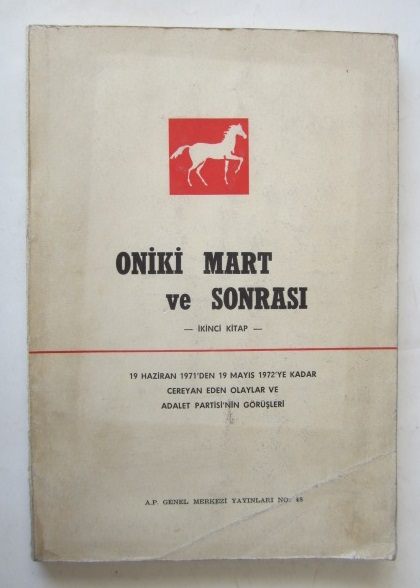 ONİKİ MART
ve SONRASI
— İKİNCİ KİTAP —
19 HAZİRAN 1971'DEN 19 MAYIS 1972'YE KADAR
CEREYAN EDEN OLAYLAR VE
ADALET PARTİSİ'NİN GÖRÜŞLERİ
A.P. GENEL MERKEZİ YAYINLARI NO: 48